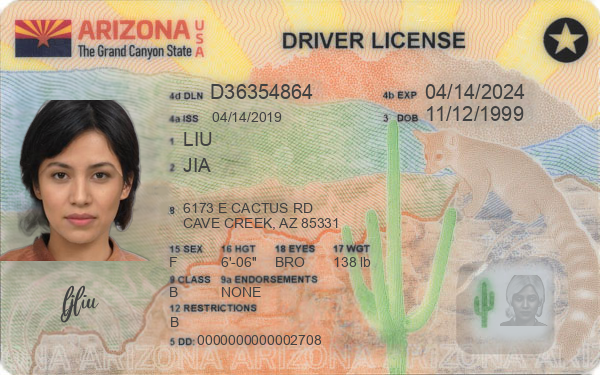 ARIZONA USA
The Grand Canyon State
DRIVER LICENSE
4d DLN D36354864
4b EXP 04/14/2024
4a ISS 04/14/2019
3 DOB 11/12/1999
1 LIU
2 JIA
8 6173 E CACTUS RD
CAVE CREEK, AZ 85331
15 SEX 16 HGT 18 EYES 17 WGT
F 6'-06" BRO 138 lb
9 CLASS 9a ENDORSEMENTS
B NONE
12 RESTRICTIONS
B
5 DD: 0000000000002708
Jliu
ARIZONA ARIZONA ARIZONA ARIZONA